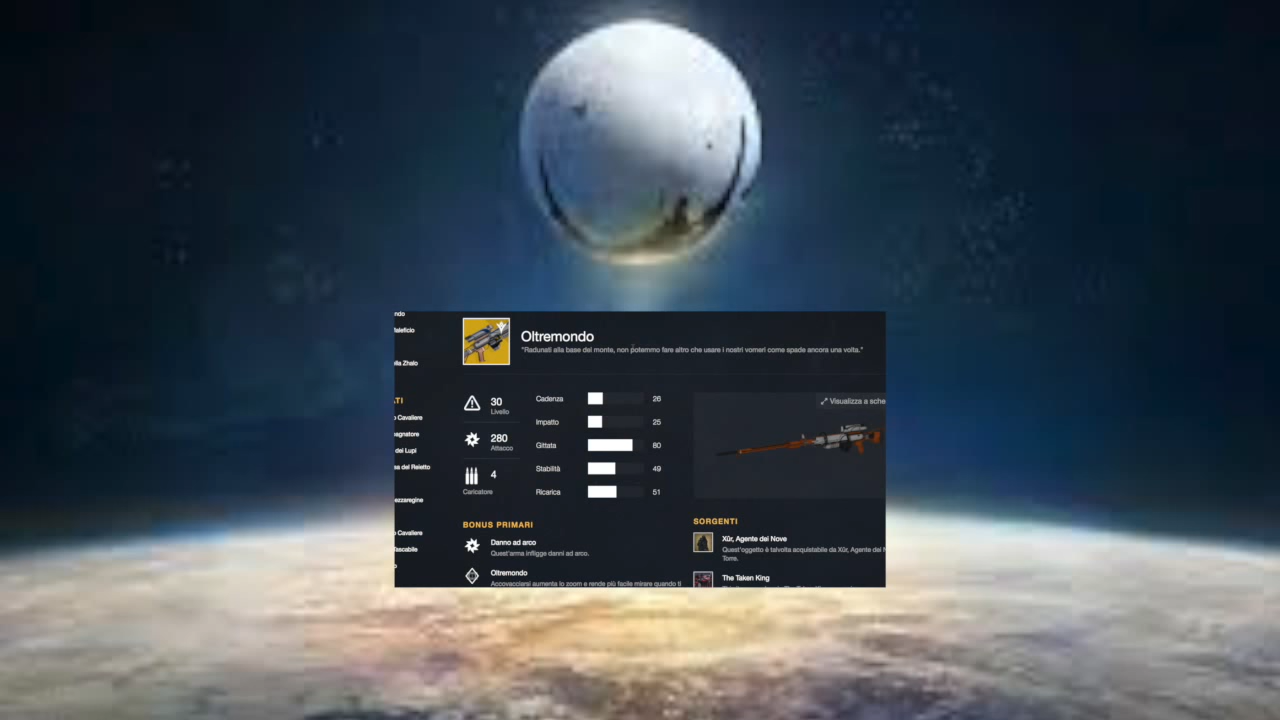 ndo
Maleficio
lla Zhalo
ATI
o Cavaliere
agnatore
dei Lupi
sa del Reietto
ezzaregine
o Cavaliere
Tascabile
o
Oltremondo
"Radunati alla base del monte, non potemmo fare altro che usare i nostri vomeri come spade ancora una volta."
30
Livello
280
Attacco
4
Caricatore
Cadenza 26
Impatto 25
Gittata 80
Stabilità 49
Ricarica 51
Visualizza a sche
BONUS PRIMARI
Danno ad arco
Quest'arma infligge danni ad arco.
Oltremondo
Accovacciarsi aumenta lo zoom e rende più facile mirare quando ti
SORGENTI
Xûr, Agente dei Nove
Quest'oggetto è talvolta acquistabile da Xûr, Agente dei N
Torre.
The Taken King